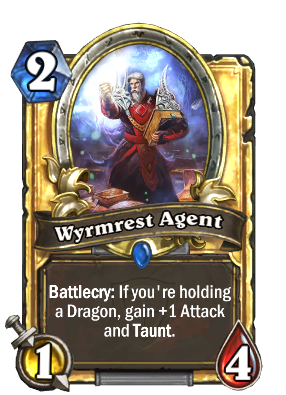 2
Wyrmrest Agent
Battlecry: If you're holding
a Dragon, gain +1 Attack
and Taunt.
1
4